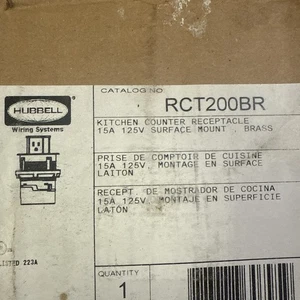 CATALOG NO.
RCT200BR
HUBBELL
Wiring Systems
KITCHEN COUNTER RECEPTACLE
15A 125V SURFACE MOUNT , BRASS
PRISE DE COMPTOIR DE CUISINE
15A 125V, MONTAGE EN SURFACE
LAITON
RECEPT. DE MOSTRADOR DE COCINA
15A 125V, MONTAJE EN SUPERFICIE
LATÓN
LISTED 223A
QUANTITY
1